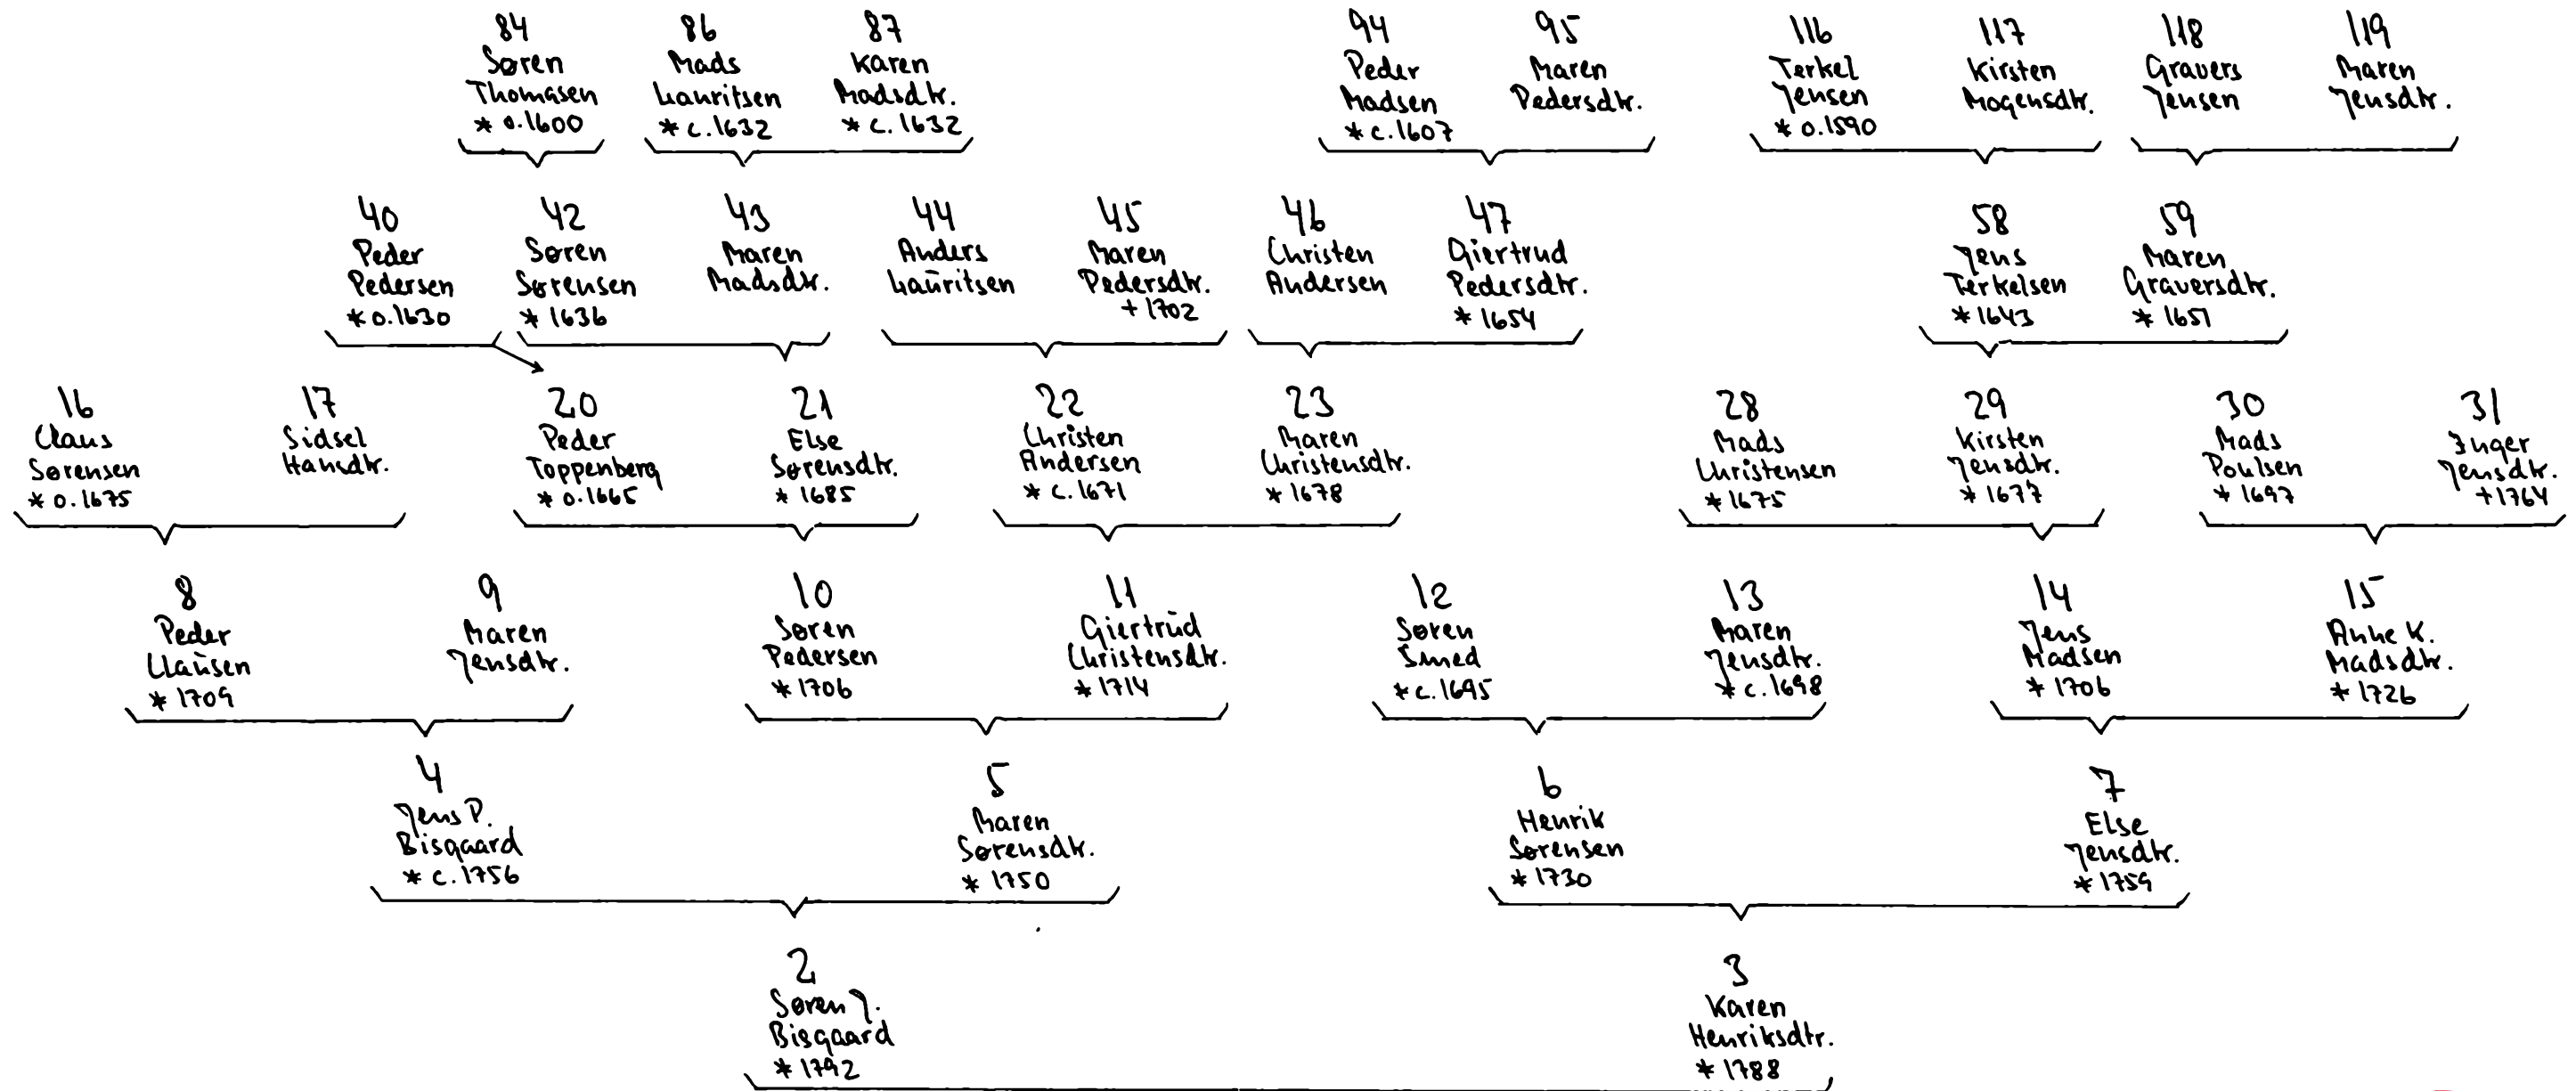 84
Søren
Thomasen
* o.1600
86
Mads
Lauritsen
* c.1632
87
Karen
Madsdtr.
* c.1632
94
Peder
Madsen
* c.1607
95
Maren
Pedersdtr.
116
Terkel
Jensen
* o.1590
117
Kirsten
Mogensdtr.
118
Gravers
Jensen
119
Maren
Jensdtr.
40
Peder
Pedersen
* o.1630
42
Søren
Sørensen
* 1636
43
Maren
Madsdtr.
44
Anders
Lauritsen
45
Maren
Pedersdtr.
+ 1702
46
Christen
Andersen
47
Giertrud
Pedersdtr.
* 1654
58
Jens
Terkelsen
* 1643
59
Maren
Graversdtr.
* 1651
16
Claus
Sørensen
* o.1675
17
Sidsel
Hansdtr.
20
Peder
Toppenberg
* o.1665
21
Else
Sørensdtr.
* 1685
22
Christen
Andersen
* c.1671
23
Maren
Christensdtr.
* 1678
28
Mads
Christensen
* 1675
29
Kirsten
Jensdtr.
* 1677
30
Mads
Poulsen
* 1697
31
Inger
Jensdtr.
+ 1764
8
Peder
Clausen
* 1709
9
Maren
Jensdtr.
10
Søren
Pedersen
* 1706
11
Giertrud
Christensdtr.
* 1714
12
Søren
Smed
* c.1695
13
Maren
Jensdtr.
* c.1698
14
Jens
Madsen
* 1706
15
Anne K.
Madsdtr.
* 1726
4
Jens P.
Bisgaard
* c.1756
5
Maren
Sørensdtr.
* 1750
6
Henrik
Sørensen
* 1730
7
Else
Jensdtr.
* 1759
2
Søren J.
Bisgaard
* 1792
3
Karen
Henriksdtr.
* 1788